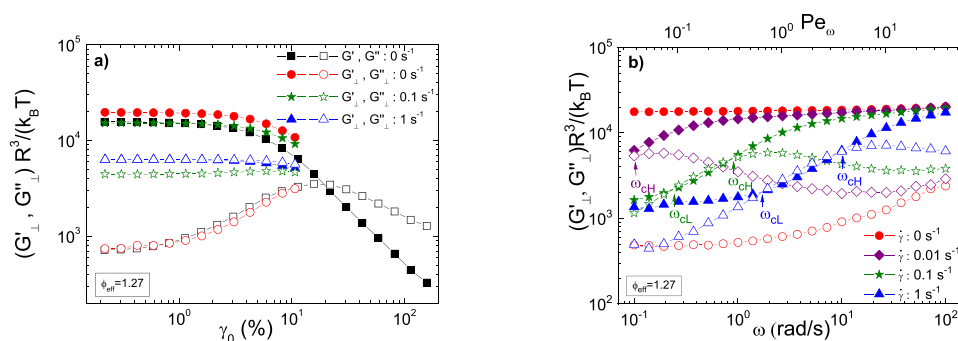 a)
G', G" : 0 s⁻¹
G'⊥, G"⊥ : 0 s⁻¹
G'⊥, G"⊥ : 0.1 s⁻¹
G'⊥, G"⊥ : 1 s⁻¹
(G'⊥, G"⊥) R³/(k_BT)
10⁵
10⁴
10³
ϕeff=1.27
10⁰ 10¹ 10²
γ₀ (%)
Peω
10⁻¹ 10⁰ 10¹
b)
(G'⊥, G"⊥)R³/(k_BT)
10⁵
10⁴
10³
10²
ωcH
ωcH
ωcH
ωcL
ωcL
γ̇ : 0 s⁻¹
γ̇ : 0.01 s⁻¹
γ̇ : 0.1 s⁻¹
γ̇ : 1 s⁻¹
ϕeff=1.27
10⁻¹ 10⁰ 10¹ 10²
ω (rad/s)